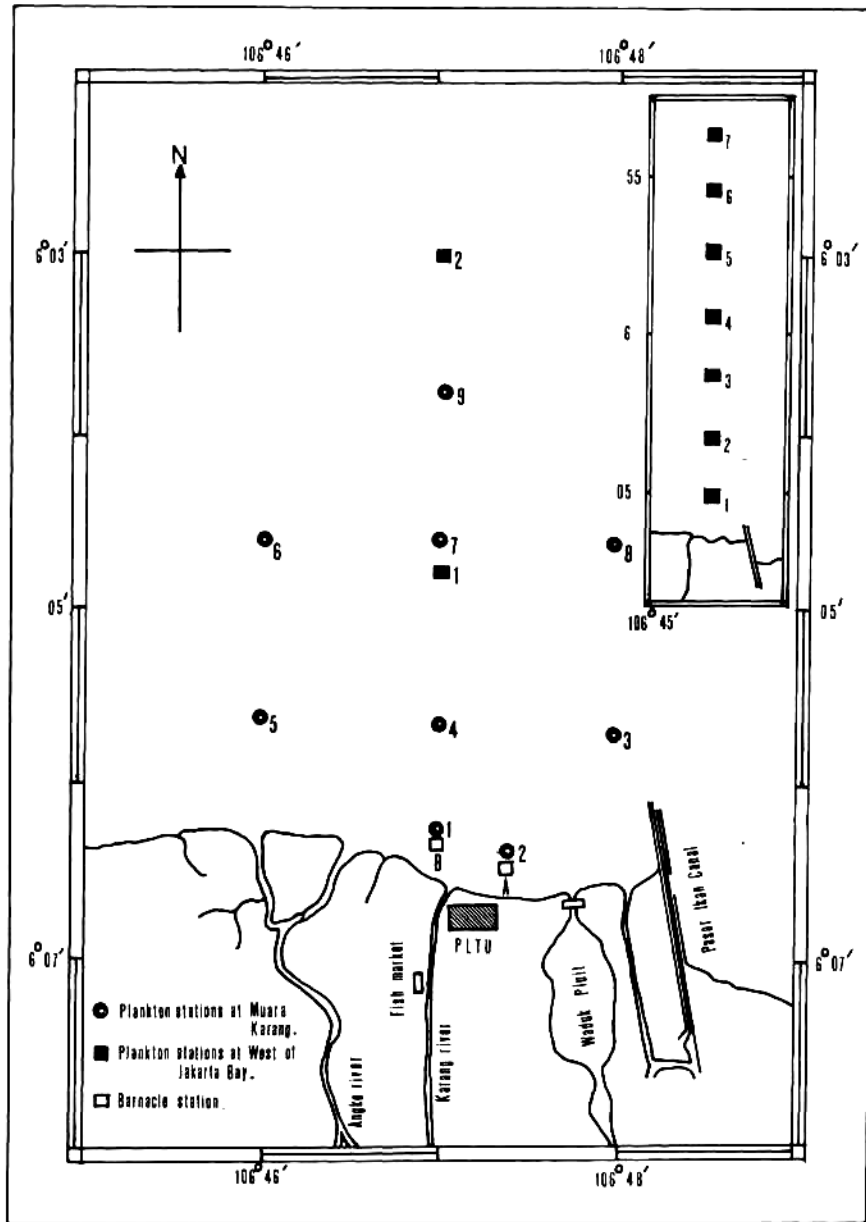 106° 46′
106° 48′
N
7
55
6
6° 03′
2
5
6° 03′
4
6
9
3
2
05
1
6
7
8
1
05′
106° 45′
05′
5
4
3
1
B
2
A
Pasar Ikan Canal
PLTU
6° 07′
Fish market
Waduk Pluit
6° 07′
Plankton stations at Muara
Karang.
Karang river
Plankton stations at West of
Jakarta Bay.
Angke river
Barnacle station
106° 46′
106° 48′